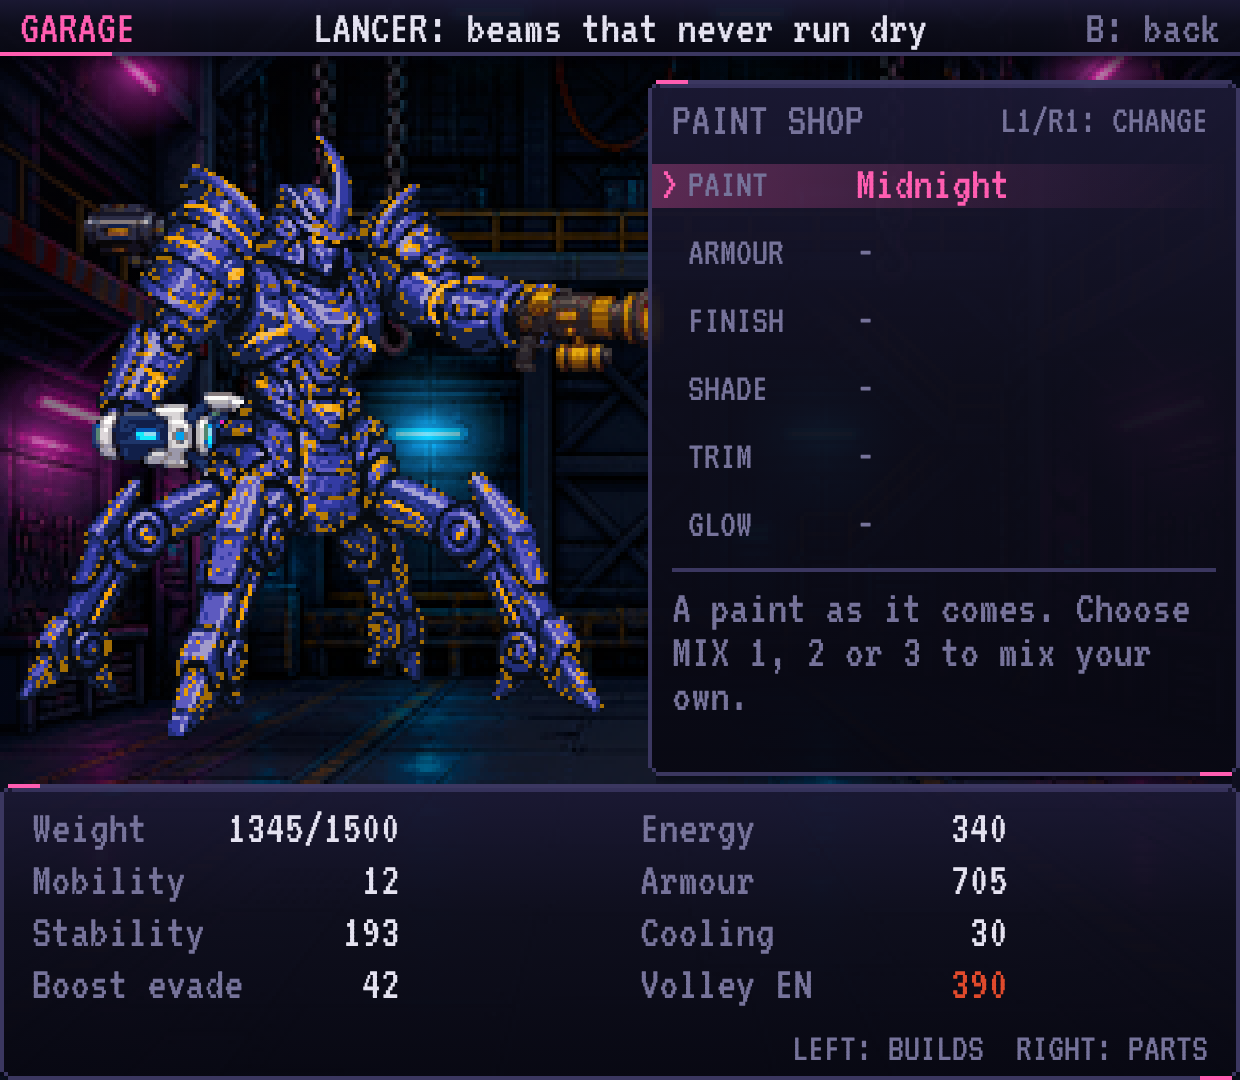 GARAGE LANCER: beams that never run dry B: back
PAINT SHOP L1/R1: CHANGE
> PAINT Midnight
ARMOUR -
FINISH -
SHADE -
TRIM -
GLOW -
A paint as it comes. Choose
MIX 1, 2 or 3 to mix your
own.
Weight 1345/1500 Energy 340
Mobility 12 Armour 705
Stability 193 Cooling 30
Boost evade 42 Volley EN 390
LEFT: BUILDS RIGHT: PARTS